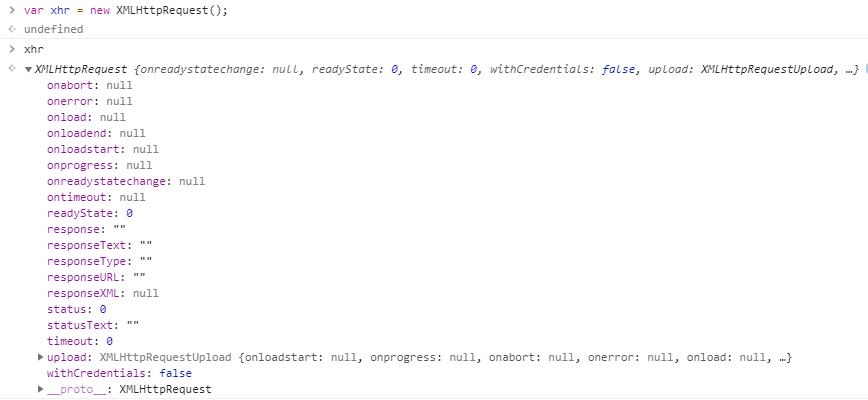 > var xhr = new XMLHttpRequest();
undefined
> xhr
XMLHttpRequest {onreadystatechange: null, readyState: 0, timeout: 0, withCredentials: false, upload: XMLHttpRequestUpload, …}
onabort: null
onerror: null
onload: null
onloadend: null
onloadstart: null
onprogress: null
onreadystatechange: null
ontimeout: null
readyState: 0
response: ""
responseText: ""
responseType: ""
responseURL: ""
responseXML: null
status: 0
statusText: ""
timeout: 0
upload: XMLHttpRequestUpload {onloadstart: null, onprogress: null, onabort: null, onerror: null, onload: null, …}
withCredentials: false
__proto__: XMLHttpRequest